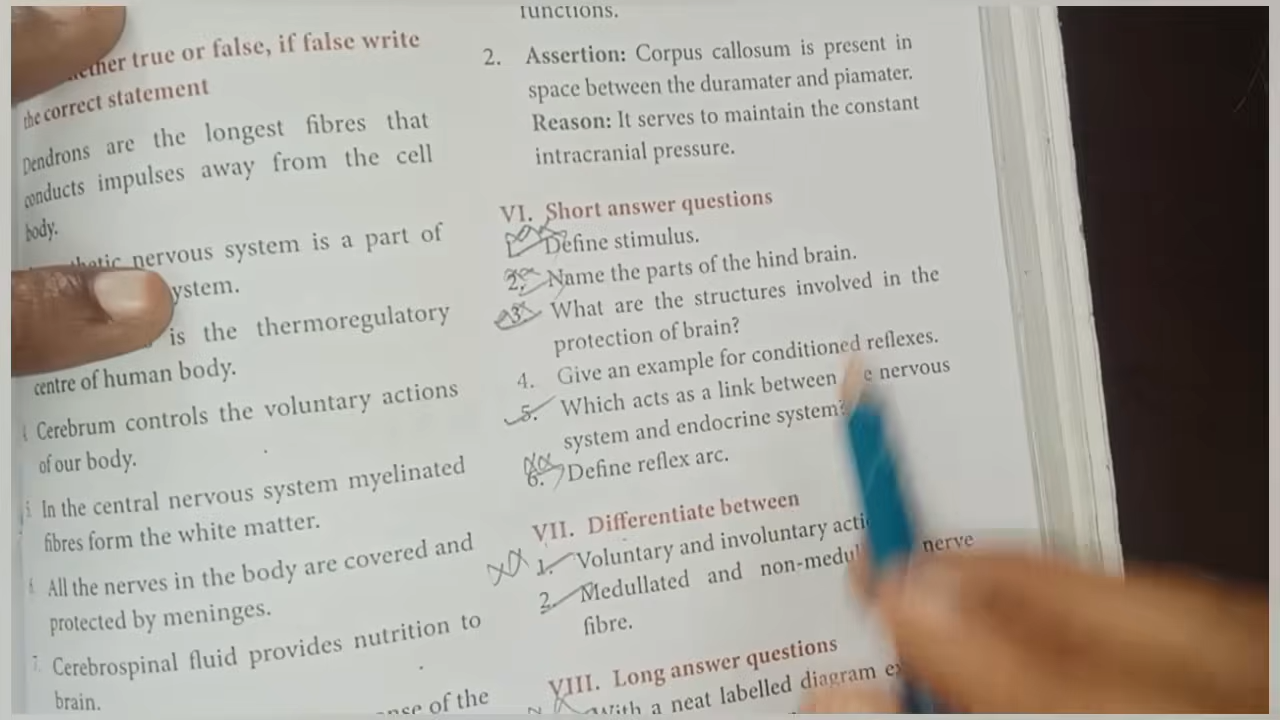 ether true or false, if false write
the correct statement
Dendrons are the longest fibres that
conducts impulses away from the cell
body.
thetic nervous system is a part of
ystem.
is the thermoregulatory
centre of human body.
Cerebrum controls the voluntary actions
of our body.
5 In the central nervous system myelinated
fibres form the white matter.
6 All the nerves in the body are covered and
protected by meninges.
7. Cerebrospinal fluid provides nutrition to
brain.
nse of the
functions.
2. Assertion: Corpus callosum is present in
space between the duramater and piamater.
Reason: It serves to maintain the constant
intracranial pressure.
VI. Short answer questions
Define stimulus.
2. Name the parts of the hind brain.
3. What are the structures involved in the
protection of brain?
4. Give an example for conditioned reflexes.
5. Which acts as a link between e nervous
system and endocrine system?
6. Define reflex arc.
VII. Differentiate between
1. Voluntary and involuntary acti
2. Medullated and non-medul nerve
fibre.
VIII. Long answer questions
With a neat labelled diagram ex